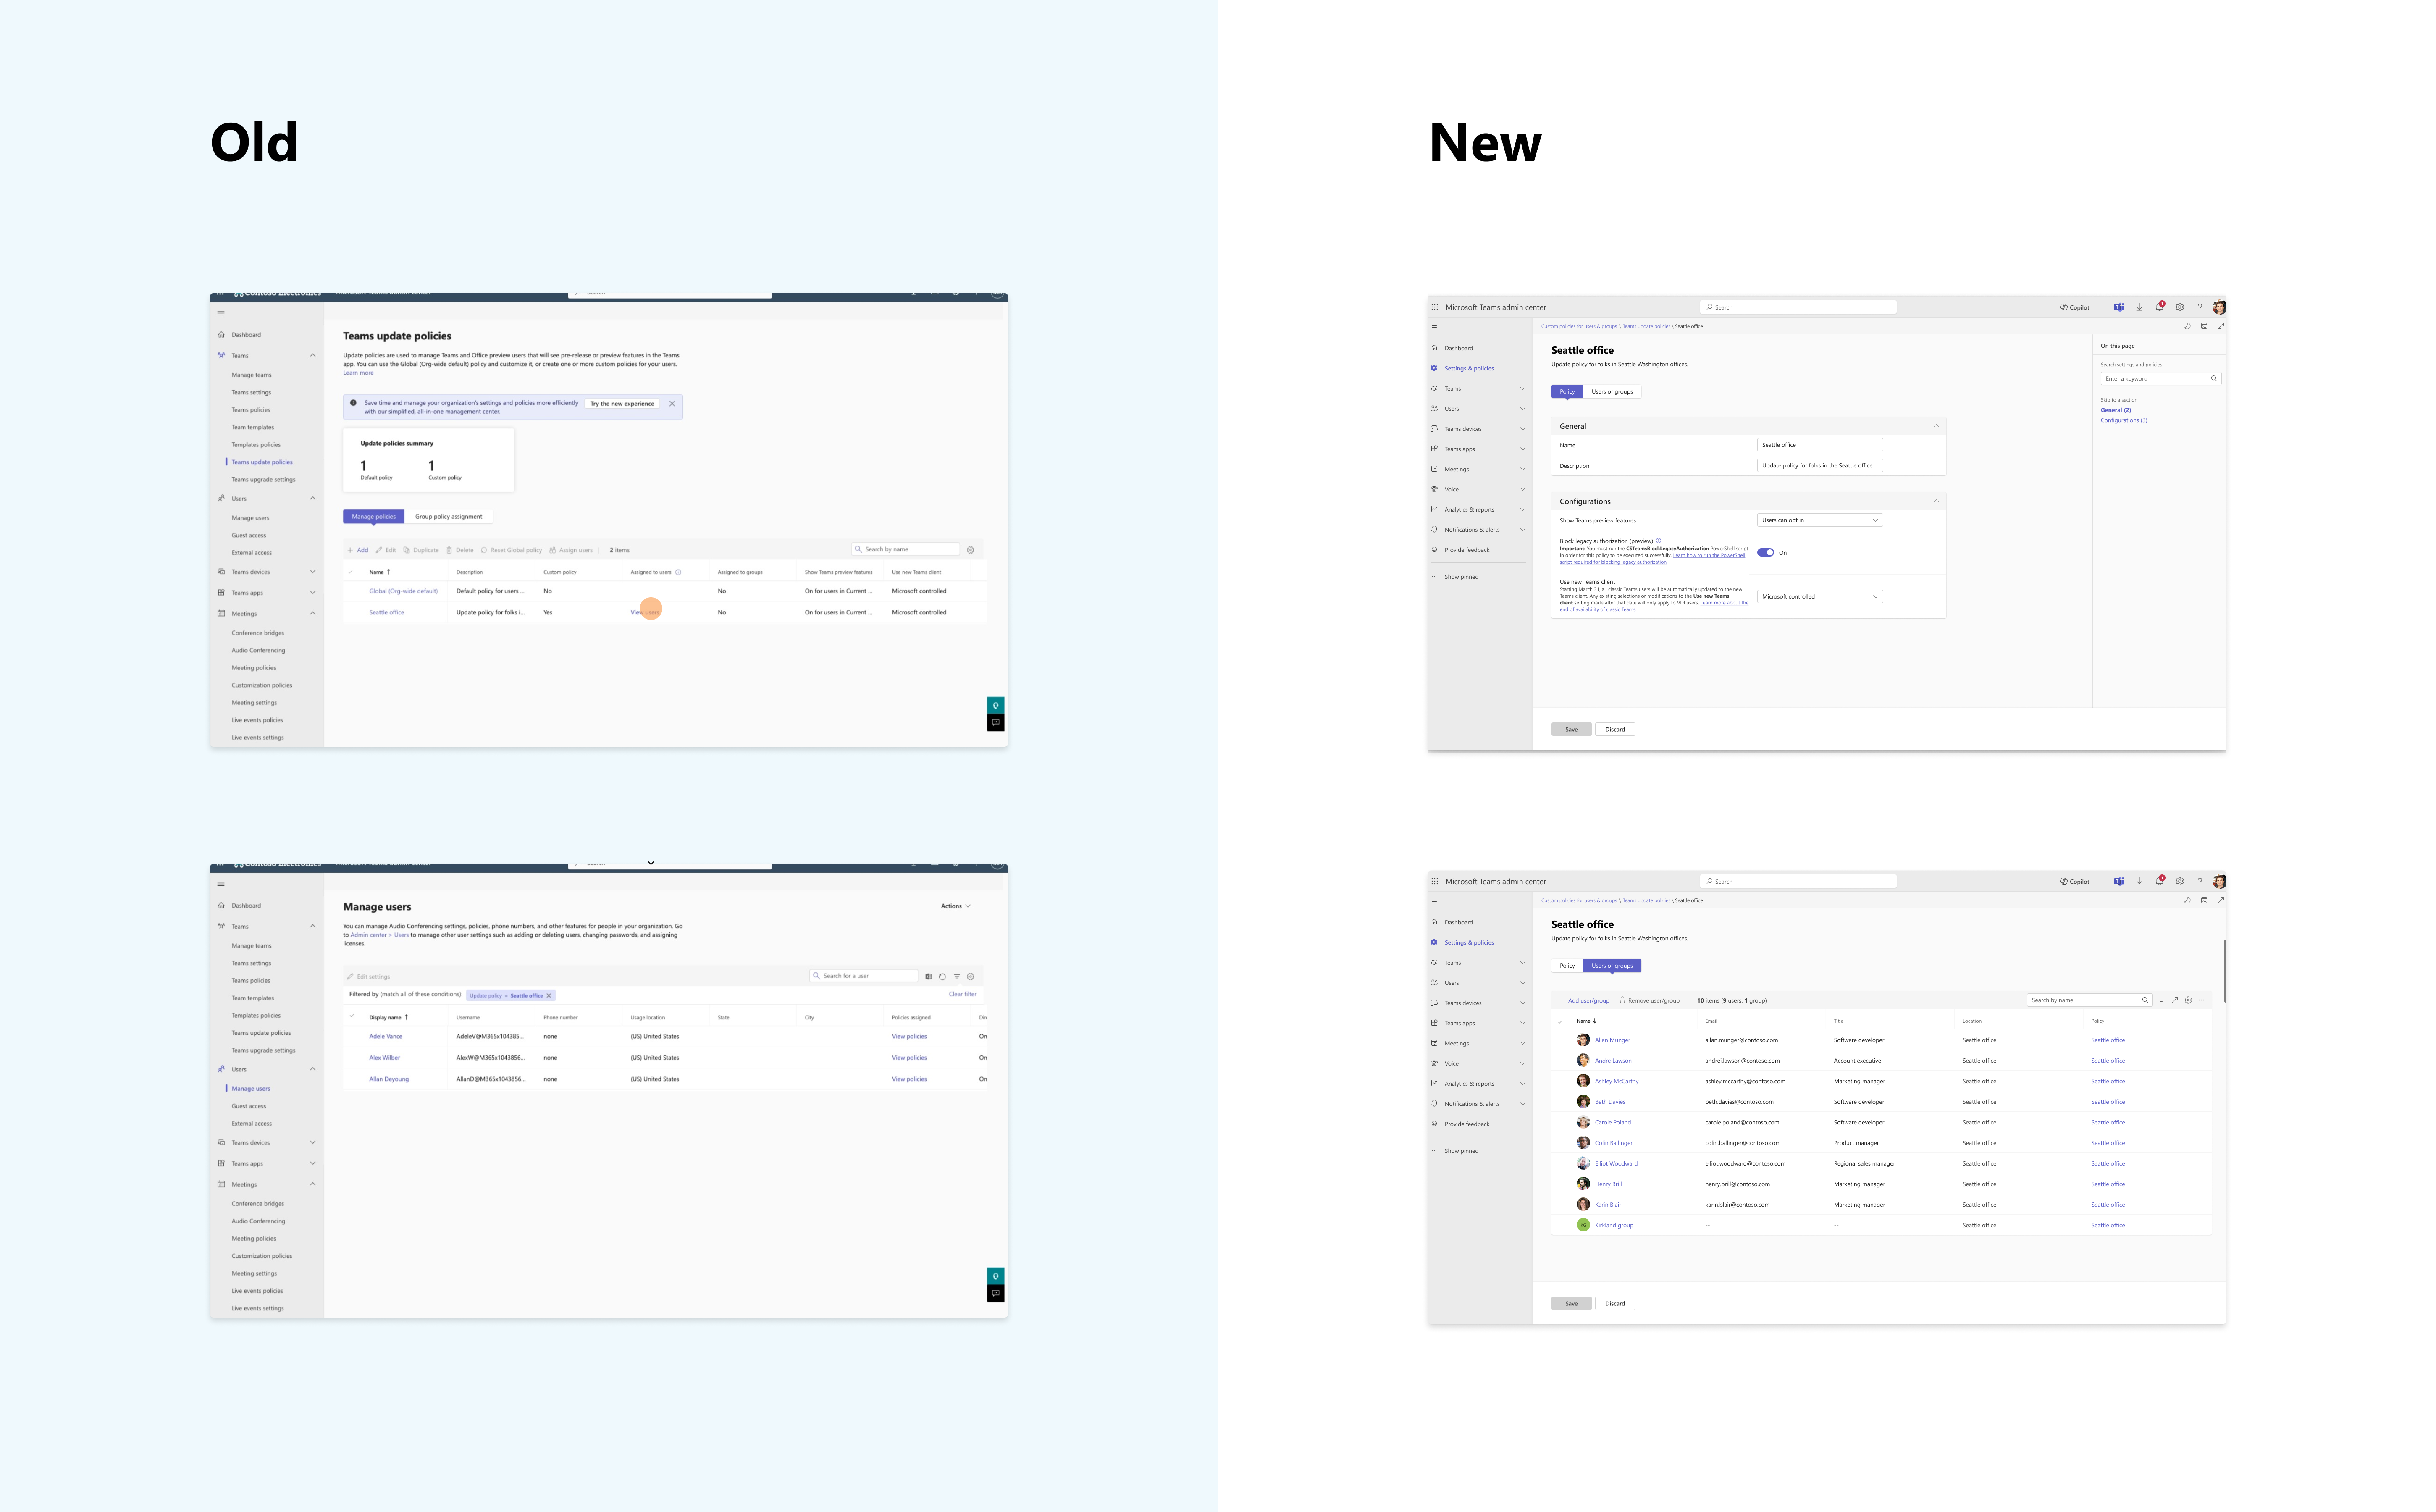 Old
Dashboard
Teams
Manage teams
Teams settings
Teams policies
Team templates
Templates policies
Teams update policies
Teams upgrade settings
Users
Manage users
Guest access
External access
Teams devices
Teams apps
Meetings
Conference bridges
Audio Conferencing
Meeting policies
Customization policies
Meeting settings
Live events policies
Live events settings
Teams update policies
Update policies are used to manage Teams and Office preview users that will see pre-release or preview features in the Teams
app. You can use the Global (Org-wide default) policy and customize it, or create one or more custom policies for your users.
Learn more
Save time and manage your organization's settings and policies more efficiently
with our simplified, all-in-one management center.
Try the new experience
Update policies summary
1 1
Default policy Custom policy
Manage policies Group policy assignment
Add Edit Duplicate Delete Reset Global policy Assign users 2 items Search by name
Name Description Custom policy Assigned to users Assigned to groups Show Teams preview features Use new Teams client
Global (Org-wide default) Default policy for users ... No No On for users in Current ... Microsoft controlled
Seattle office Update policy for folks i... Yes View users No On for users in Current ... Microsoft controlled
Dashboard
Teams
Manage teams
Teams settings
Teams policies
Team templates
Templates policies
Teams update policies
Teams upgrade settings
Users
Manage users
Guest access
External access
Teams devices
Teams apps
Meetings
Conference bridges
Audio Conferencing
Meeting policies
Customization policies
Meeting settings
Live events policies
Live events settings
Manage users
Actions
You can manage Audio Conferencing settings, policies, phone numbers, and other features for people in your organization. Go
to Admin center > Users to manage other user settings such as adding or deleting users, changing passwords, and assigning
licenses.
Edit settings Search for a user
Filtered by (match all of these conditions): Update policy = Seattle office Clear filter
Display name Username Phone number Usage location State City Policies assigned Dir
Adele Vance AdeleV@M365x104385... none (US) United States View policies On
Alex Wilber AlexW@M365x1043856... none (US) United States View policies On
Allan Deyoung AllanD@M365x1043856... none (US) United States View policies On
New
Microsoft Teams admin center Search Copilot
Dashboard
Settings & policies
Teams
Users
Teams devices
Teams apps
Meetings
Voice
Analytics & reports
Notifications & alerts
Provide feedback
Show pinned
Custom policies for users & groups \ Teams update policies \ Seattle office
Seattle office
Update policy for folks in Seattle Washington offices.
Policy Users or groups
General
Name Seattle office
Description Update policy for folks in the Seattle office
Configurations
Show Teams preview features Users can opt in
Block legacy authorization (preview)
Important: You must run the CSTeamsBlockLegacyAuthorization PowerShell script
in order for this policy to be executed successfully. Learn how to run the PowerShell
script required for blocking legacy authorization
On
Use new Teams client
Starting March 31, all classic Teams users will be automatically updated to the new
Teams client. Any existing selections or modifications to the Use new Teams
client setting made after that date will only apply to VDI users. Learn more about the
end of availability of classic Teams.
Microsoft controlled
On this page
Search settings and policies
Enter a keyword
Skip to a section
General (2)
Configurations (3)
Save Discard
Microsoft Teams admin center Search Copilot
Dashboard
Settings & policies
Teams
Users
Teams devices
Teams apps
Meetings
Voice
Analytics & reports
Notifications & alerts
Provide feedback
Show pinned
Custom policies for users & groups \ Teams update policies \ Seattle office
Seattle office
Update policy for folks in Seattle Washington offices.
Policy Users or groups
Add user/group Remove user/group 10 items (9 users. 1 group) Search by name
Name Email Title Location Policy
Allan Munger allan.munger@contoso.com Software developer Seattle office Seattle office
Andre Lawson andrei.lawson@contoso.com Account executive Seattle office Seattle office
Ashley McCarthy ashley.mccarthy@contoso.com Marketing manager Seattle office Seattle office
Beth Davies beth.davies@contoso.com Software developer Seattle office Seattle office
Carole Poland carole.poland@contoso.com Software developer Seattle office Seattle office
Colin Ballinger colin.ballinger@contoso.com Product manager Seattle office Seattle office
Elliot Woodward elliot.woodward@contoso.com Regional sales manager Seattle office Seattle office
Henry Brill henry.brill@contoso.com Marketing manager Seattle office Seattle office
Karin Blair karin.blair@contoso.com Marketing manager Seattle office Seattle office
Kirkland group -- -- Seattle office Seattle office
Save Discard